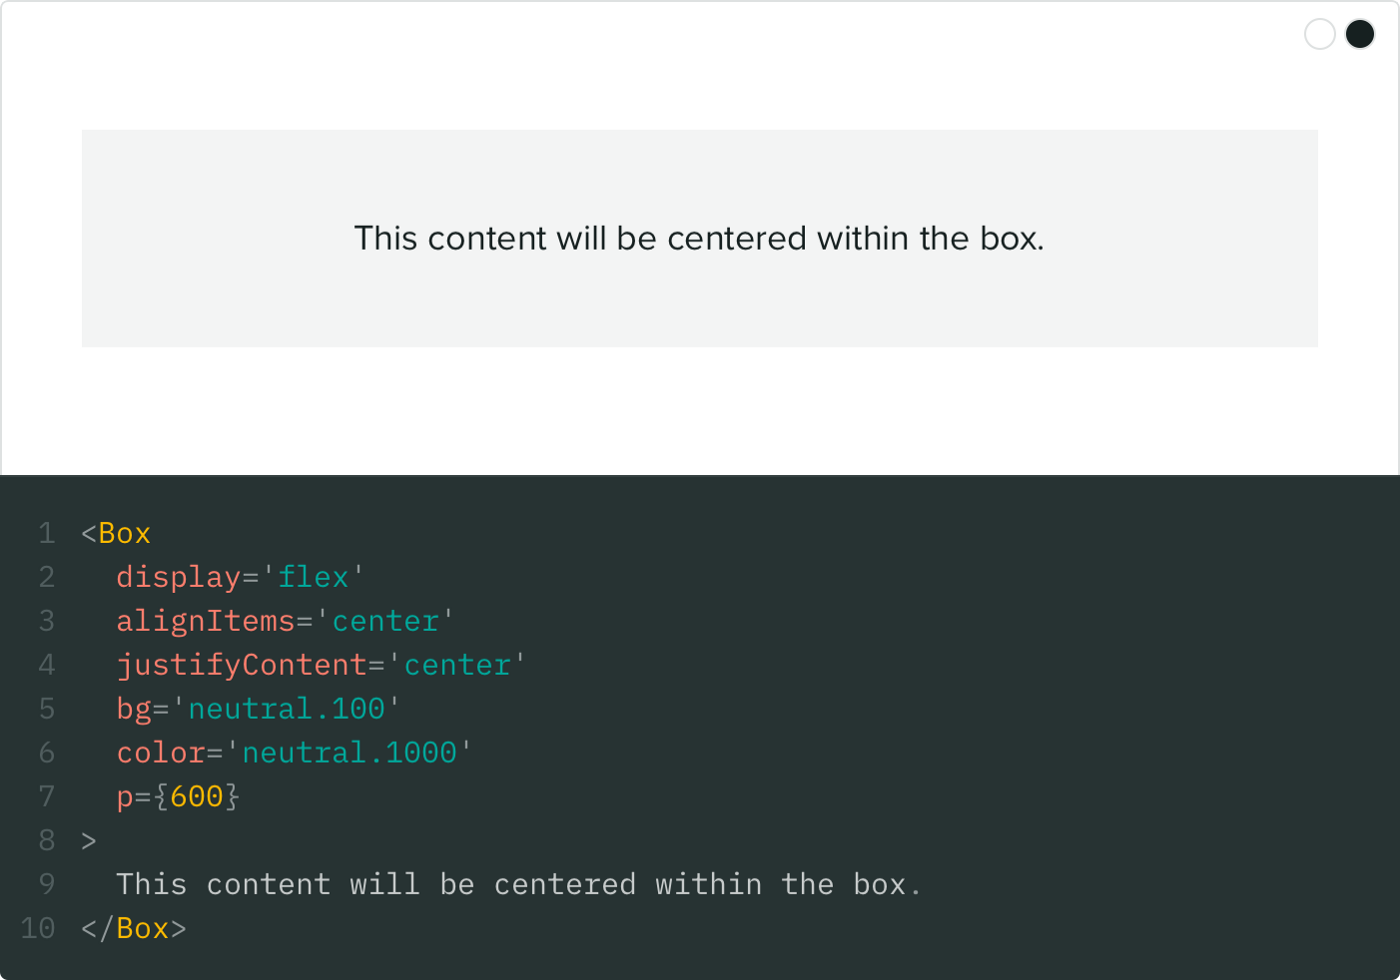 This content will be centered within the box.
1 <Box
2   display='flex'
3   alignItems='center'
4   justifyContent='center'
5   bg='neutral.100'
6   color='neutral.1000'
7   p={600}
8 >
9   This content will be centered within the box.
10 </Box>